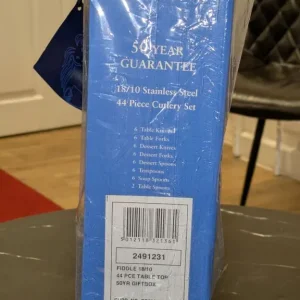 50 YEAR
GUARANTEE
18/10 Stainless Steel
44 Piece Cutlery Set
6 Table Knives
6 Table Forks
6 Dessert Knives
6 Dessert Forks
6 Dessert Spoons
6 Teaspoons
6 Soup Spoons
2 Table Spoons
2491231
FIDDLE 18/10
44 PCS TABLE TOP
50YR GIFTBOX